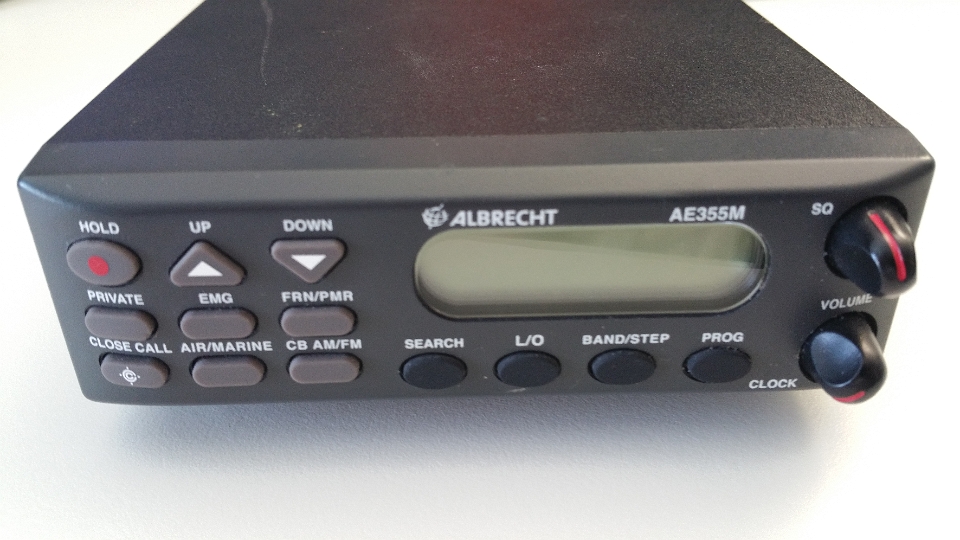 HOLD UP DOWN
PRIVATE EMG FRN/PMR
CLOSE CALL AIR/MARINE CB AM/FM
C
ALBRECHT AE355M
SEARCH L/O BAND/STEP PROG
CLOCK
SQ
VOLUME